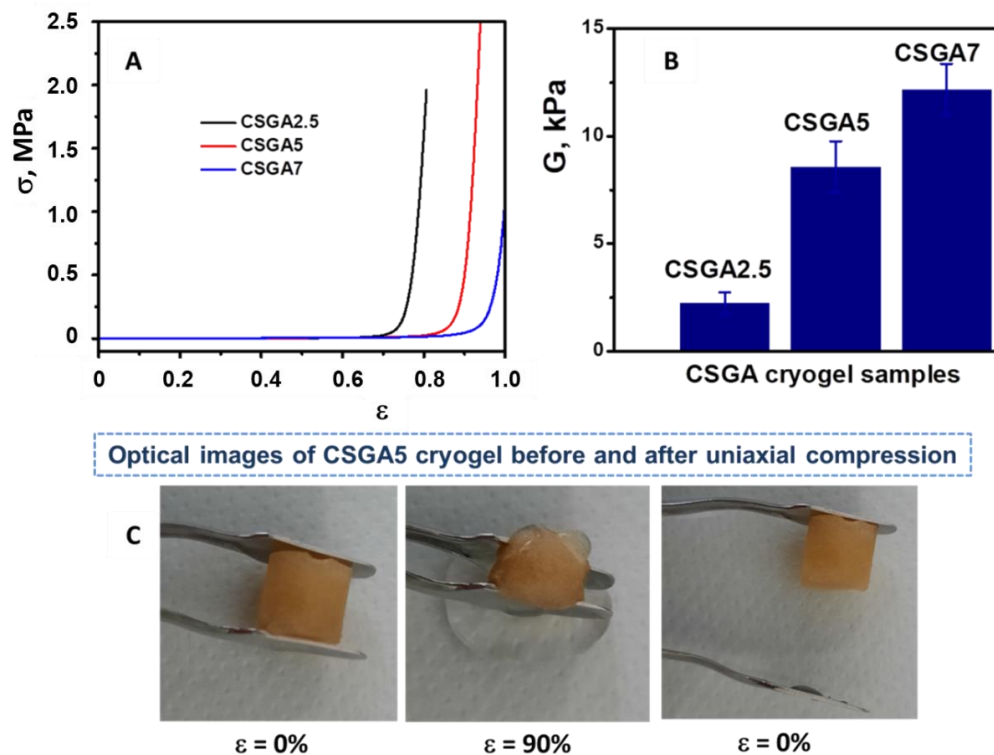 A
σ, MPa
2.5
2.0
1.5
1.0
0.5
0
0
0.2
0.4
0.6
0.8
1.0
ε
CSGA2.5
CSGA5
CSGA7
B
G, kPa
15
10
5
0
CSGA2.5
CSGA5
CSGA7
CSGA cryogel samples
Optical images of CSGA5 cryogel before and after uniaxial compression
C
ε = 0%
ε = 90%
ε = 0%